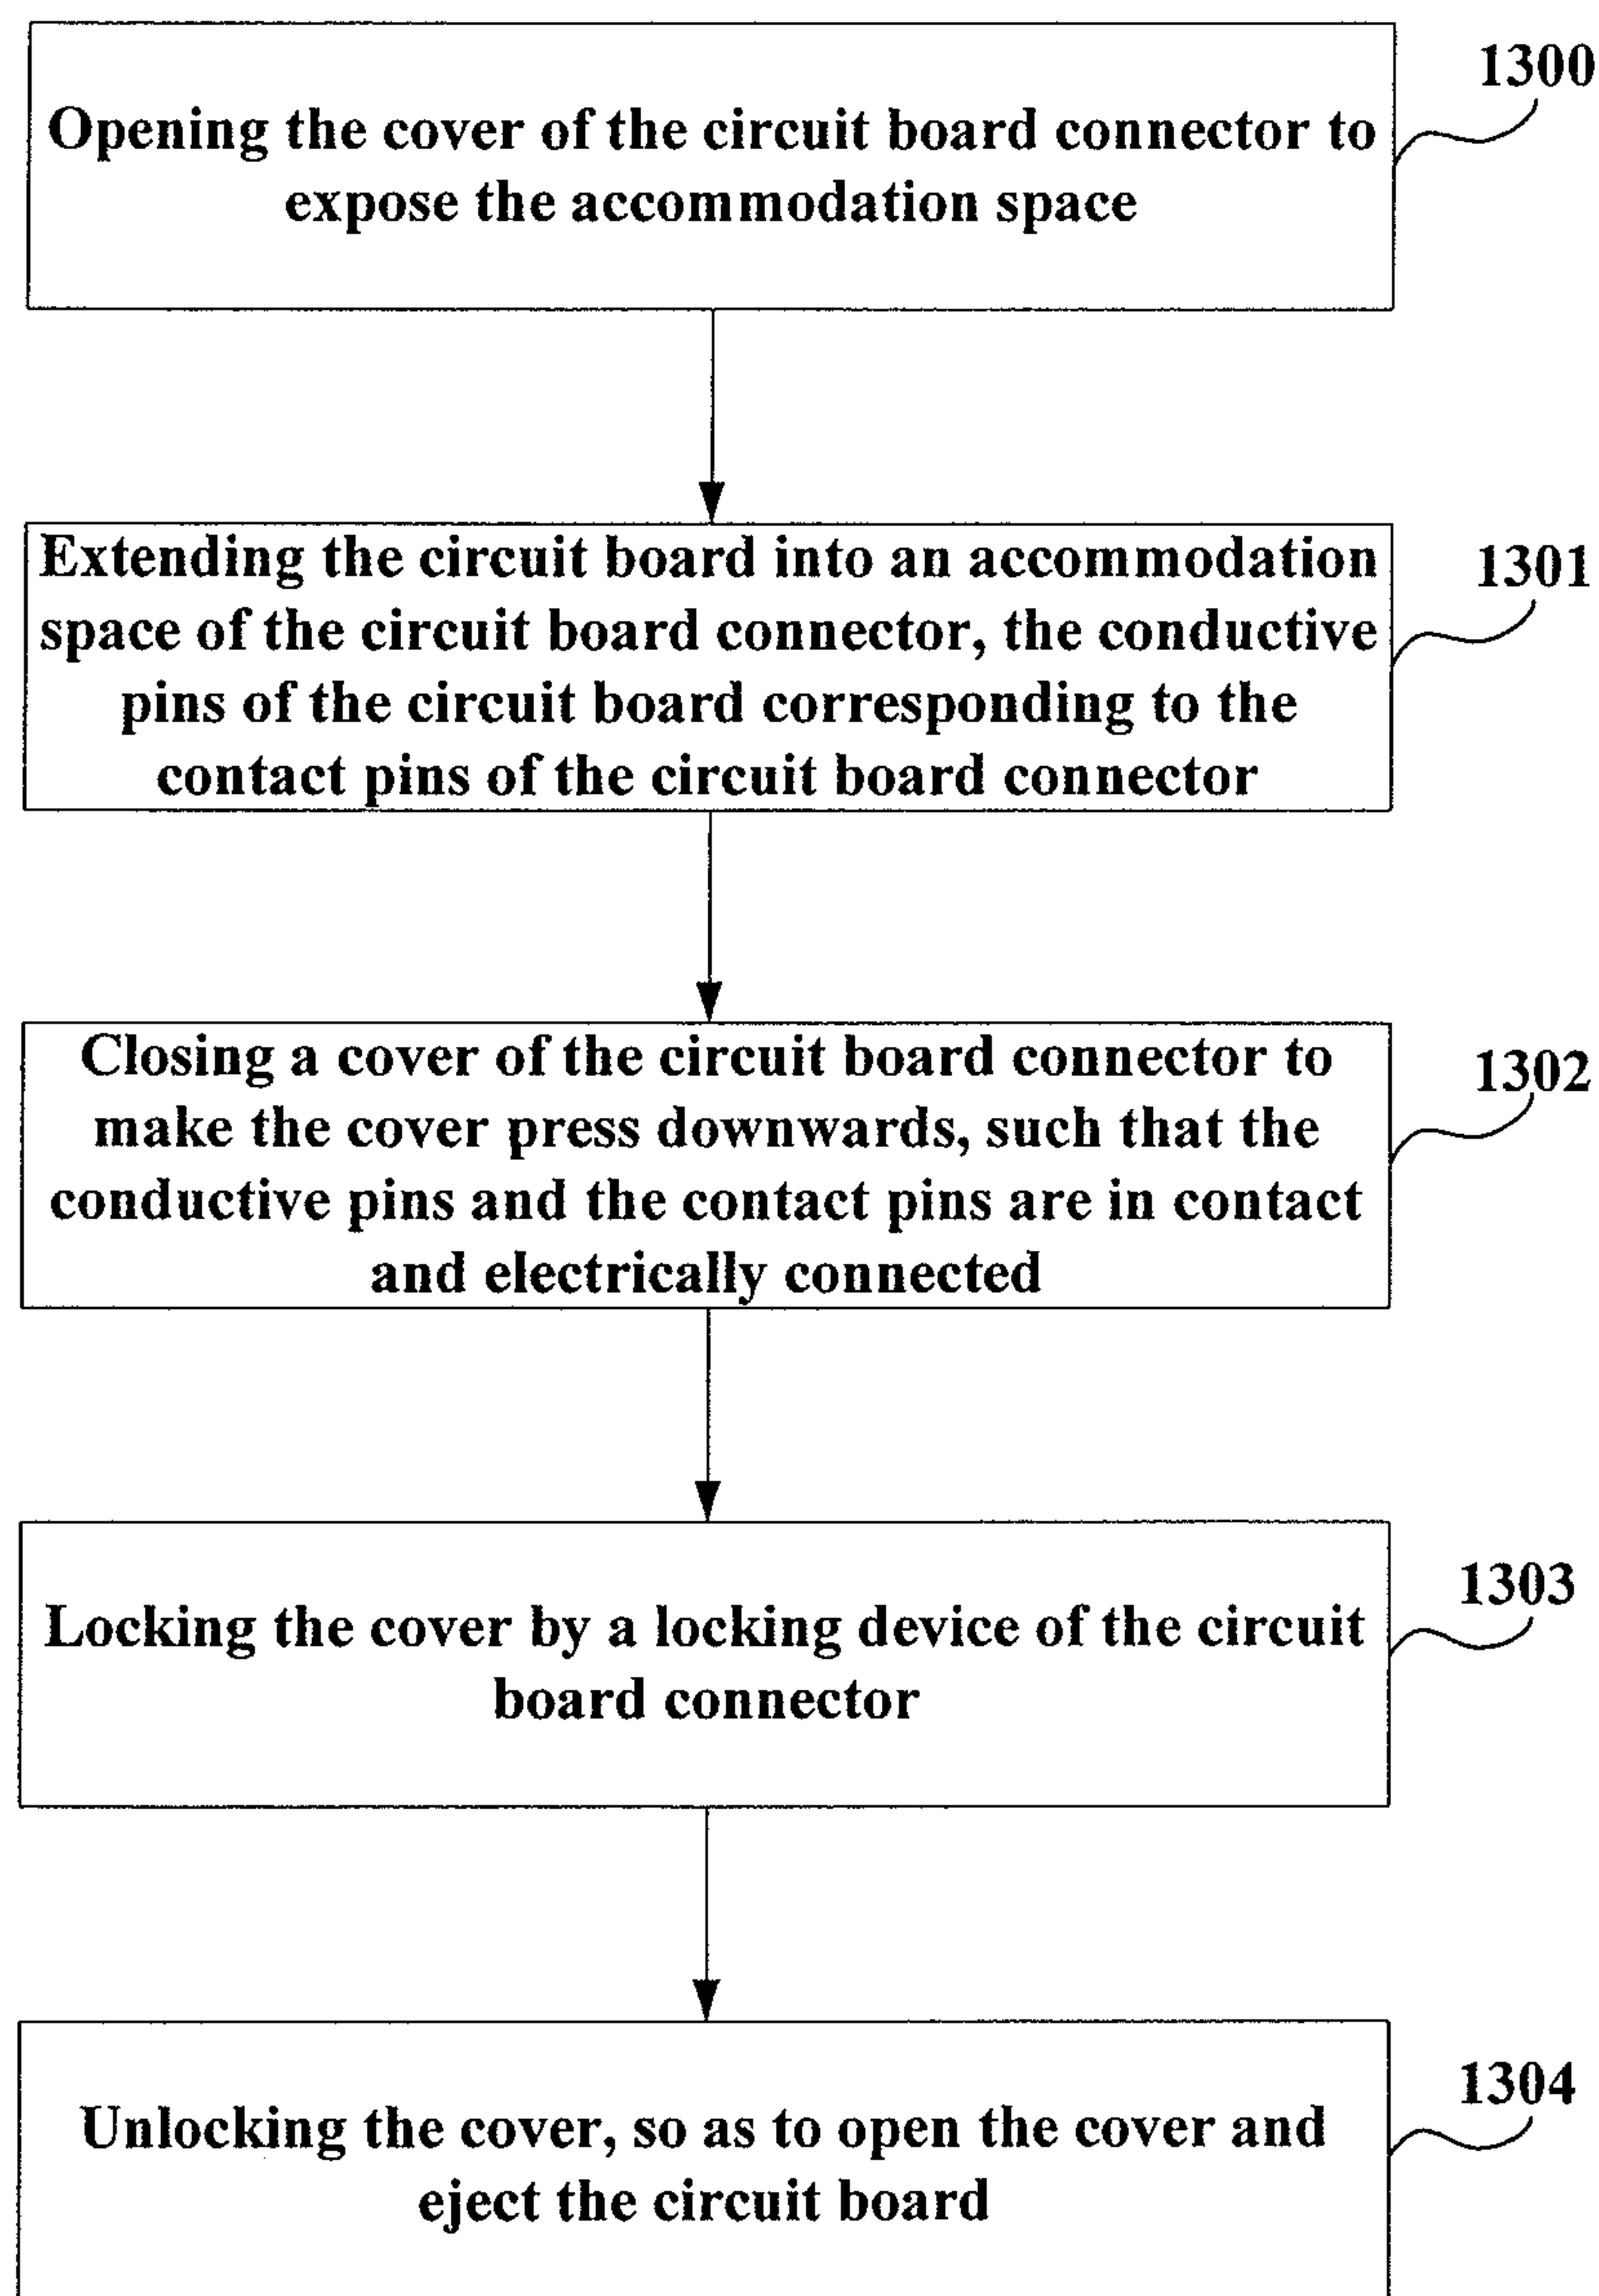 1300
Opening the cover of the circuit board connector to
expose the accommodation space
1301
Extending the circuit board into an accommodation
space of the circuit board connector, the conductive
pins of the circuit board corresponding to the
contact pins of the circuit board connector
1302
Closing a cover of the circuit board connector to
make the cover press downwards, such that the
conductive pins and the contact pins are in contact
and electrically connected
1303
Locking the cover by a locking device of the circuit
board connector
1304
Unlocking the cover, so as to open the cover and
eject the circuit board